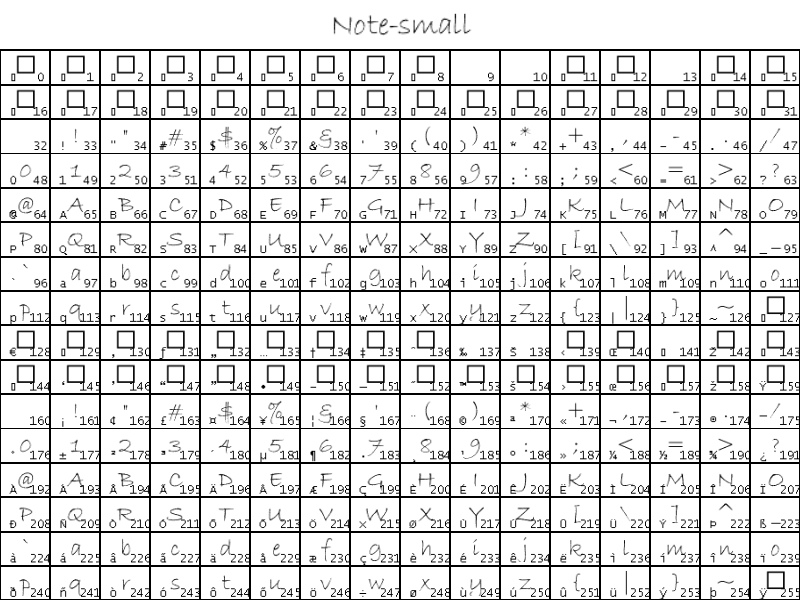 Note-small
0 1 2 3 4 5 6 7 8 9 10 11 12 13 14 15
16 17 18 19 20 21 22 23 24 25 26 27 28 29 30 31
32 ! ! 33 " " 34 # # 35 $ $ 36 % % 37 & & 38 ' ' 39 ( ( 40 ) ) 41 * * 42 + + 43 , , 44 - - 45 . . 46 / / 47
0 0 48 1 1 49 2 2 50 3 3 51 4 4 52 5 5 53 6 6 54 7 7 55 8 8 56 9 9 57 : : 58 ; ; 59 < < 60 = = 61 > > 62 ? ? 63
@ @ 64 A A 65 B B 66 C C 67 D D 68 E E 69 F F 70 G G 71 H H 72 I I 73 J J 74 K K 75 L L 76 M M 77 N N 78 O O 79
P P 80 Q Q 81 R R 82 S S 83 T T 84 U U 85 V V 86 W W 87 X X 88 Y Y 89 Z Z 90 [ [ 91 \ \ 92 ] ] 93 ^ ^ 94 _ _ 95
` ` 96 a a 97 b b 98 c c 99 d d 100 e e 101 f f 102 g g 103 h h 104 i i 105 j j 106 k k 107 l l 108 m m 109 n n 110 o o 111
p p 112 q q 113 r r 114 s s 115 t t 116 u u 117 v v 118 w w 119 x x 120 y y 121 z z 122 { { 123 | | 124 } } 125 ~ ~ 126 127
€ 128 129 ‚ 130 ƒ 131 „ 132 … 133 † 134 ‡ 135 ˆ 136 ‰ 137 Š 138 ‹ 139 Œ 140 141 Ž 142 143
144 ‘ 145 ’ 146 “ 147 ” 148 • 149 – 150 — 151 ˜ 152 ™ 153 š 154 › 155 œ 156 157 ž 158 Ÿ 159
160 ¡ ! 161 ¢ " 162 £ # 163 ¤ $ 164 ¥ % 165 ¦ & 166 § ' 167 ¨ ( 168 © ) 169 ª * 170 « + 171 ¬ , 172 - - 173 ® . 174 ¯ / 175
° 0 176 ± 1 177 ² 2 178 ³ 3 179 ´ 4 180 µ 5 181 ¶ 6 182 · 7 183 ¸ 8 184 ¹ 9 185 º : 186 » ; 187 ¼ < 188 ½ = 189 ¾ > 190 ¿ ? 191
À @ 192 Á A 193 Â B 194 Ã C 195 Ä D 196 Å E 197 Æ F 198 Ç G 199 È H 200 É I 201 Ê J 202 Ë K 203 Ì L 204 Í M 205 Î N 206 Ï O 207
Ð P 208 Ñ Q 209 Ò R 210 Ó S 211 Ô T 212 Õ U 213 Ö V 214 × W 215 Ø X 216 Ù Y 217 Ú Z 218 Û [ 219 Ü \ 220 Ý ] 221 Þ ^ 222 ß _ 223
à ` 224 á a 225 â b 226 ã c 227 ä d 228 å e 229 æ f 230 ç g 231 è h 232 é i 233 ê j 234 ë k 235 ì l 236 í m 237 î n 238 ï o 239
ð p 240 ñ q 241 ò r 242 ó s 243 ô t 244 õ u 245 ö v 246 ÷ w 247 ø x 248 ù y 249 ú z 250 û { 251 ü | 252 ý } 253 þ ~ 254 ÿ 255